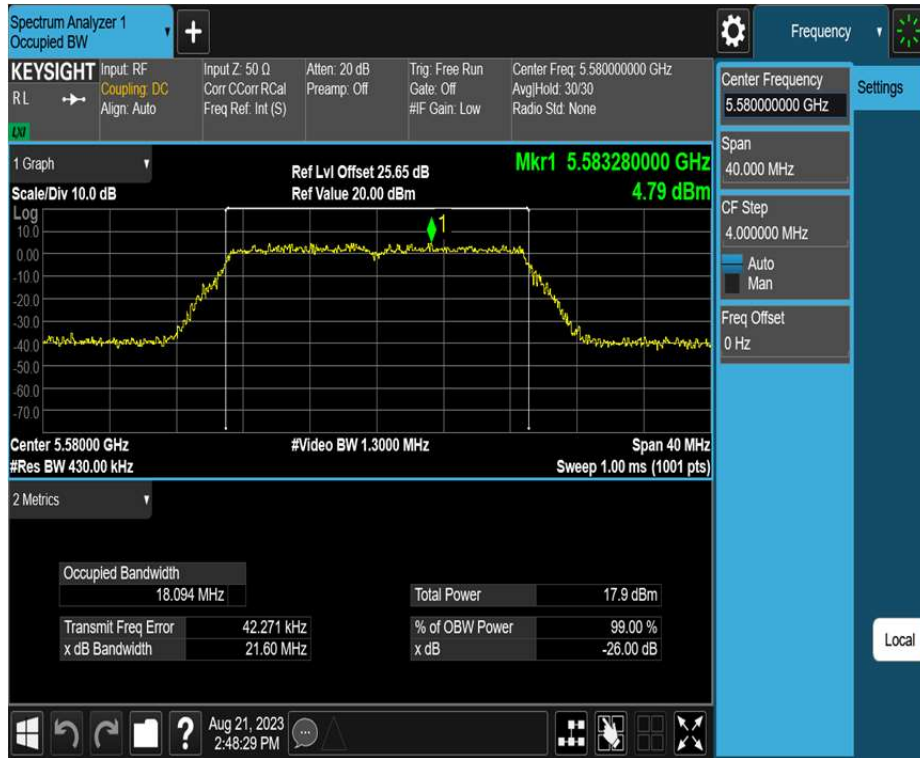 Spectrum Analyzer 1
Occupied BW
+
Frequency
KEYSIGHT
RL
LXI
Input: RF
Coupling: DC
Align: Auto
Input Z: 50 Ω
Corr CCorr RCal
Freq Ref: Int (S)
Atten: 20 dB
Preamp: Off
Trig: Free Run
Gate: Off
#IF Gain: Low
Center Freq: 5.580000000 GHz
Avg|Hold: 30/30
Radio Std: None
Center Frequency
5.580000000 GHz
Settings
Span
40.000 MHz
CF Step
4.000000 MHz
Auto
Man
Freq Offset
0 Hz
Local
1 Graph
Scale/Div 10.0 dB
Ref Lvl Offset 25.65 dB
Ref Value 20.00 dBm
Mkr1 5.583280000 GHz
4.79 dBm
Log
10.0
0.00
-10.0
-20.0
-30.0
-40.0
-50.0
-60.0
-70.0
1
Center 5.58000 GHz
#Video BW 1.3000 MHz
Span 40 MHz
#Res BW 430.00 kHz
Sweep 1.00 ms (1001 pts)
2 Metrics
Occupied Bandwidth
18.094 MHz
Total Power 17.9 dBm
Transmit Freq Error 42.271 kHz
% of OBW Power 99.00 %
x dB Bandwidth 21.60 MHz
x dB -26.00 dB
?
Aug 21, 2023
2:48:29 PM